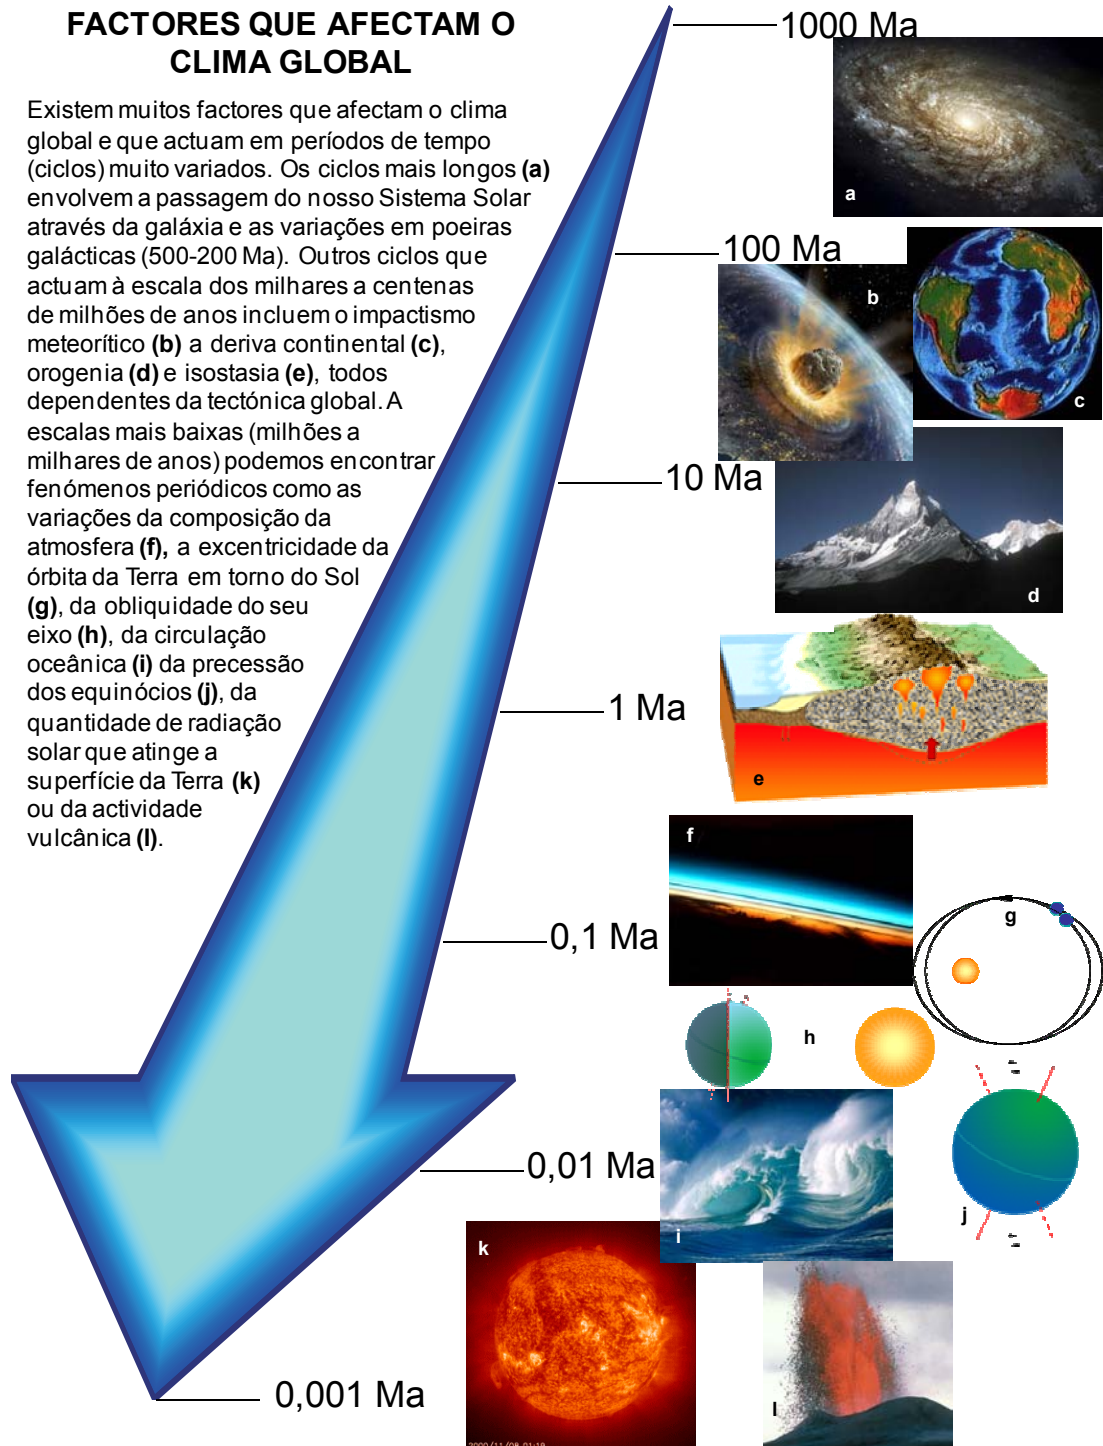 FACTORES QUE AFECTAM O
CLIMA GLOBAL
Existem muitos factores que afectam o clima
global e que actuam em períodos de tempo
(ciclos) muito variados. Os ciclos mais longos (a)
envolvem a passagem do nosso Sistema Solar
através da galáxia e as variações em poeiras
galácticas (500-200 Ma). Outros ciclos que
actuam à escala dos milhares a centenas
de milhões de anos incluem o impactismo
meteorítico (b) a deriva continental (c),
orogenia (d) e isostasia (e), todos
dependentes da tectónica global. A
escalas mais baixas (milhões a
milhares de anos) podemos encontrar
fenómenos periódicos como as
variações da composição da
atmosfera (f), a excentricidade da
órbita da Terra em torno do Sol
(g), da obliquidade do seu
eixo (h), da circulação
oceânica (i) da precessão
dos equinócios (j), da
quantidade de radiação
solar que atinge a
superfície da Terra (k)
ou da actividade
vulcânica (l).
1000 Ma
a
100 Ma
b
c
10 Ma
d
1 Ma
e
f
g
0,1 Ma
h
0,01 Ma
i
j
k
l
0,001 Ma